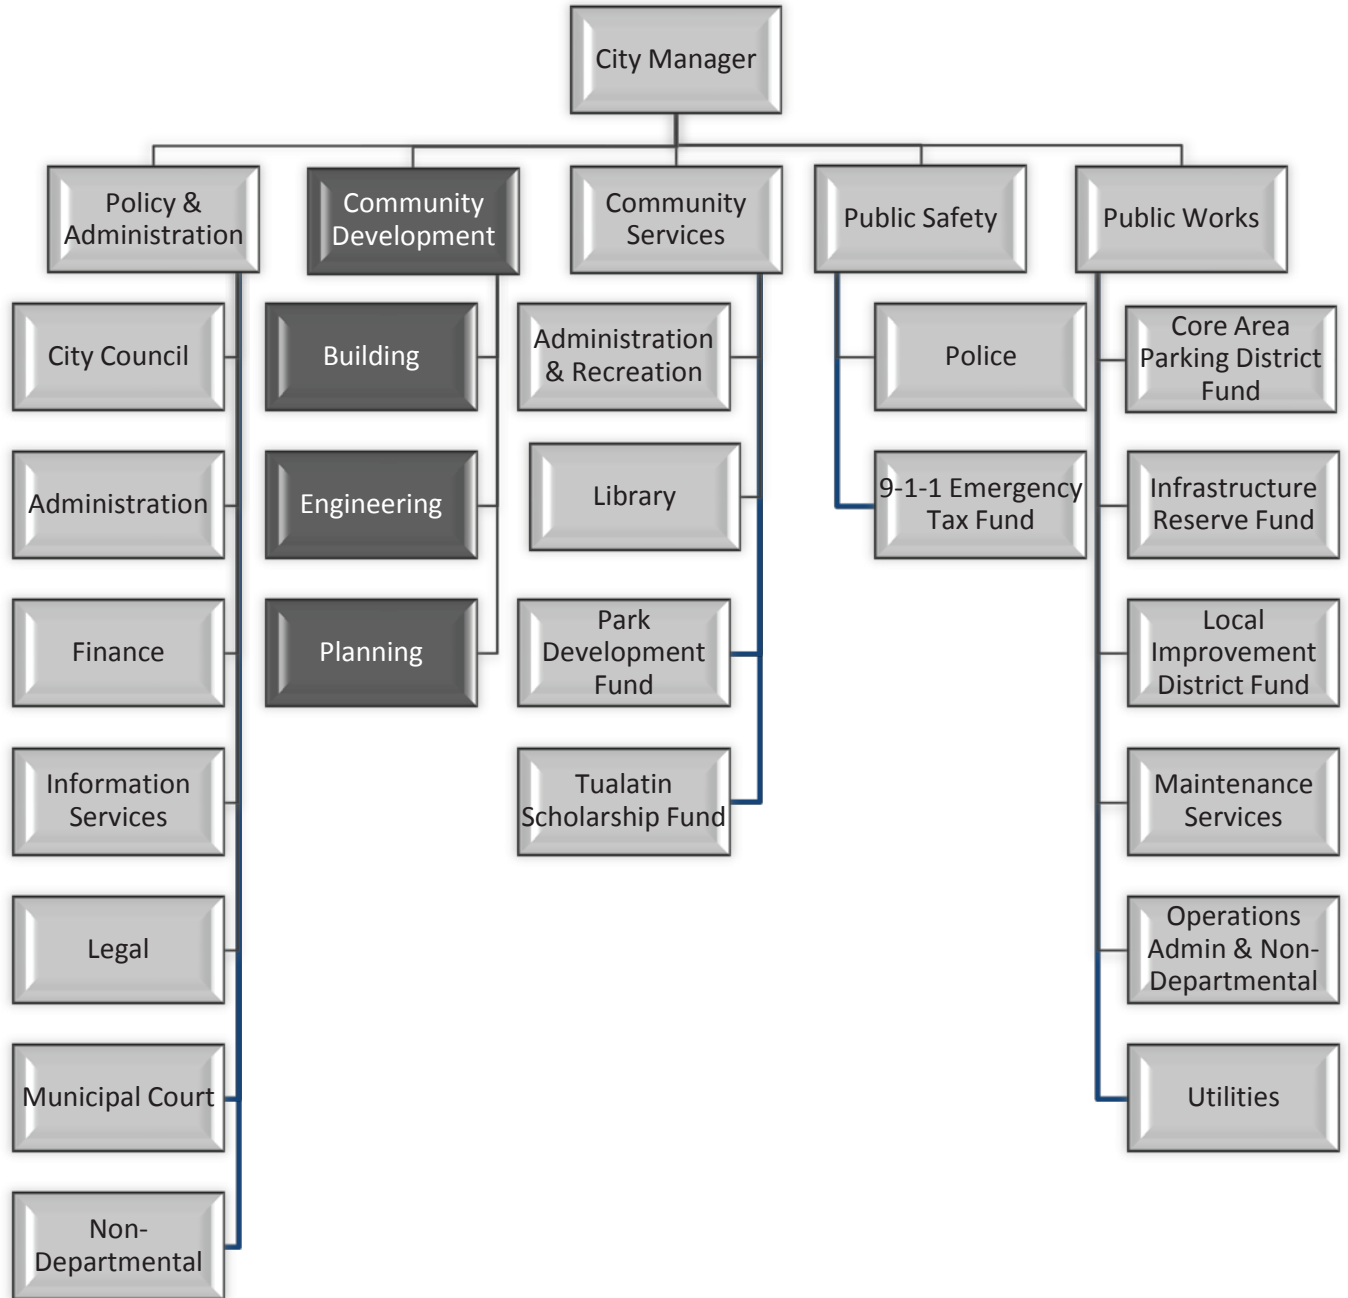 City Manager
Policy &
Administration
Community
Development
Community
Services
Public Safety
Public Works
City Council
Administration
Finance
Information
Services
Legal
Municipal Court
Non-
Departmental
Building
Engineering
Planning
Administration
& Recreation
Library
Park
Development
Fund
Tualatin
Scholarship Fund
Police
9-1-1 Emergency
Tax Fund
Core Area
Parking District
Fund
Infrastructure
Reserve Fund
Local
Improvement
District Fund
Maintenance
Services
Operations
Admin & Non-
Departmental
Utilities